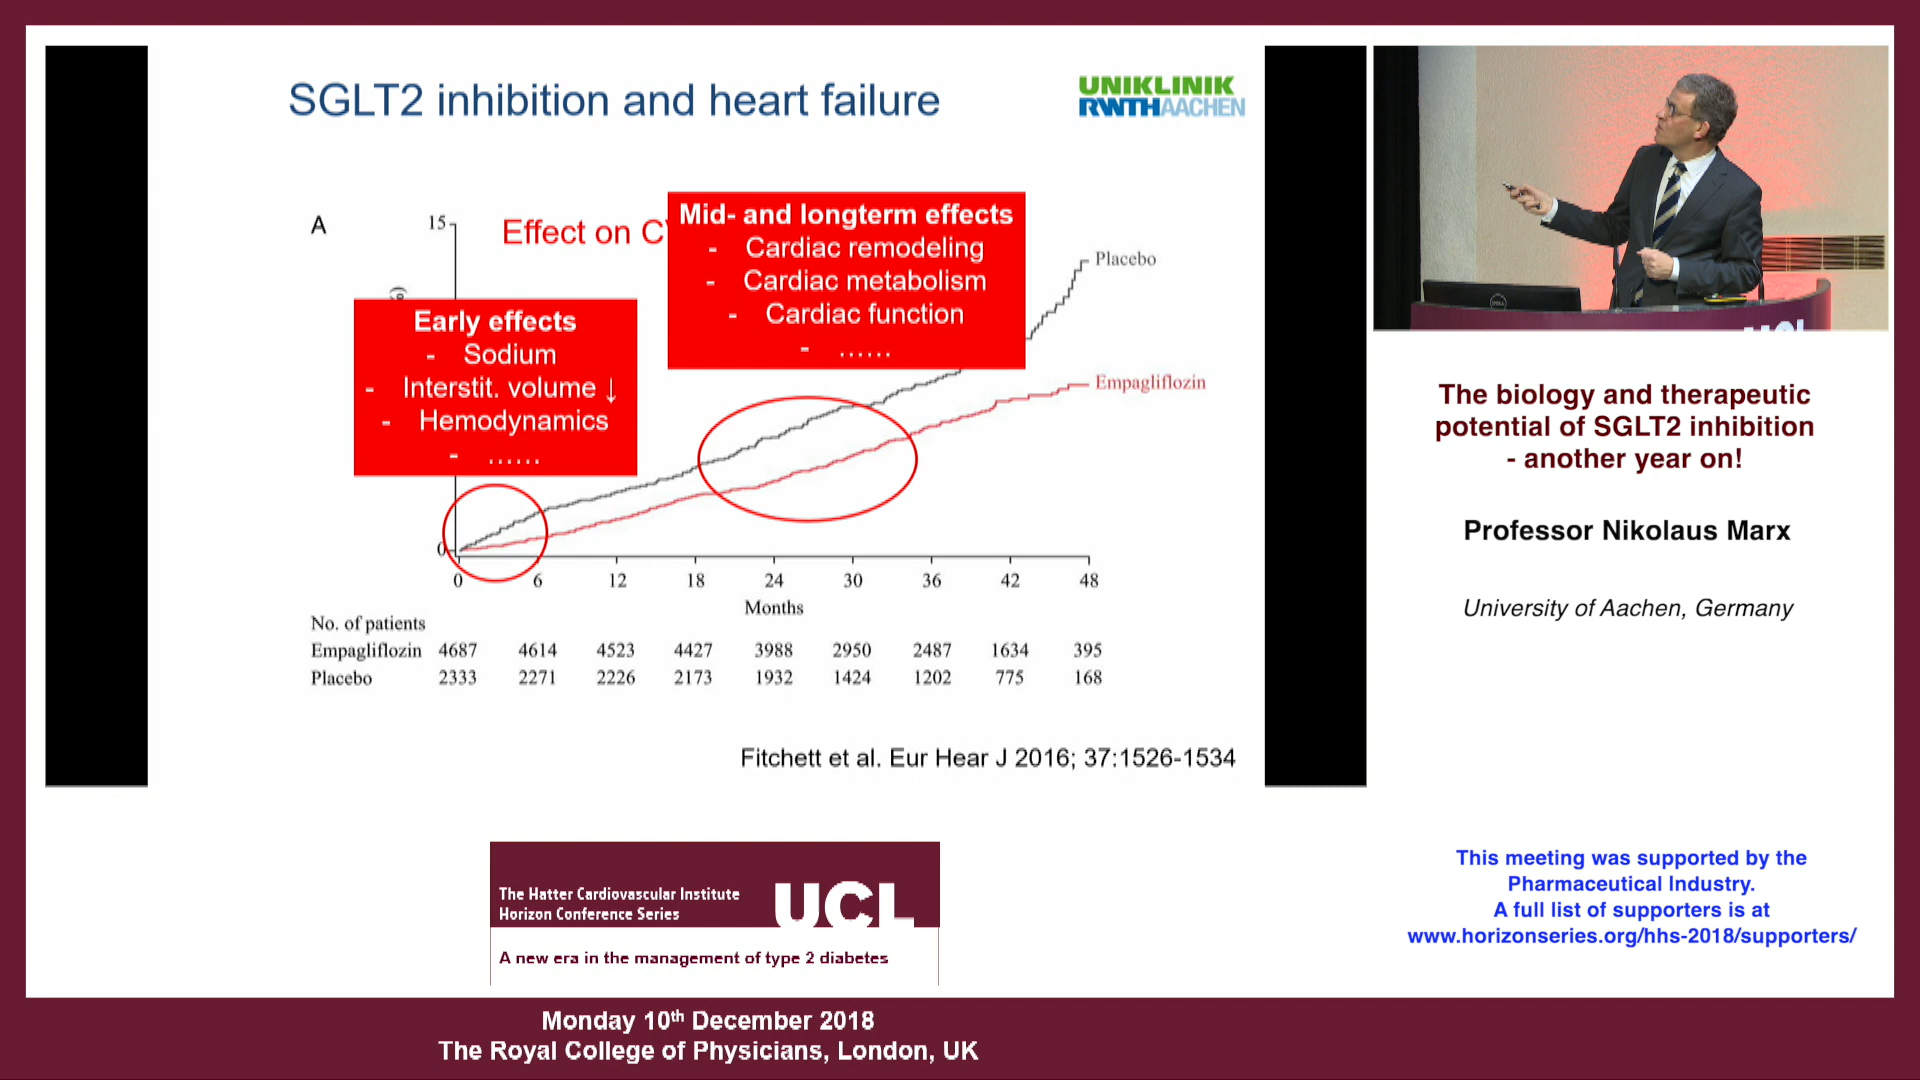 SGLT2 inhibition and heart failure
UNIKLINIK
RWTHAACHEN
A
15
Effect on C
Mid- and longterm effects
- Cardiac remodeling
- Cardiac metabolism
- Cardiac function
- ......
Placebo
Early effects
- Sodium
- Interstit. volume ↓
- Hemodynamics
- ......
Empagliflozin
0
0 6 12 18 24 30 36 42 48
Months
No. of patients
Empagliflozin 4687 4614 4523 4427 3988 2950 2487 1634 395
Placebo 2333 2271 2226 2173 1932 1424 1202 775 168
Fitchett et al. Eur Hear J 2016; 37:1526-1534
UCL
The biology and therapeutic
potential of SGLT2 inhibition
- another year on!
Professor Nikolaus Marx
University of Aachen, Germany
This meeting was supported by the
Pharmaceutical Industry.
A full list of supporters is at
www.horizonseries.org/hhs-2018/supporters/
The Hatter Cardiovascular Institute
Horizon Conference Series
UCL
A new era in the management of type 2 diabetes
Monday 10th December 2018
The Royal College of Physicians, London, UK